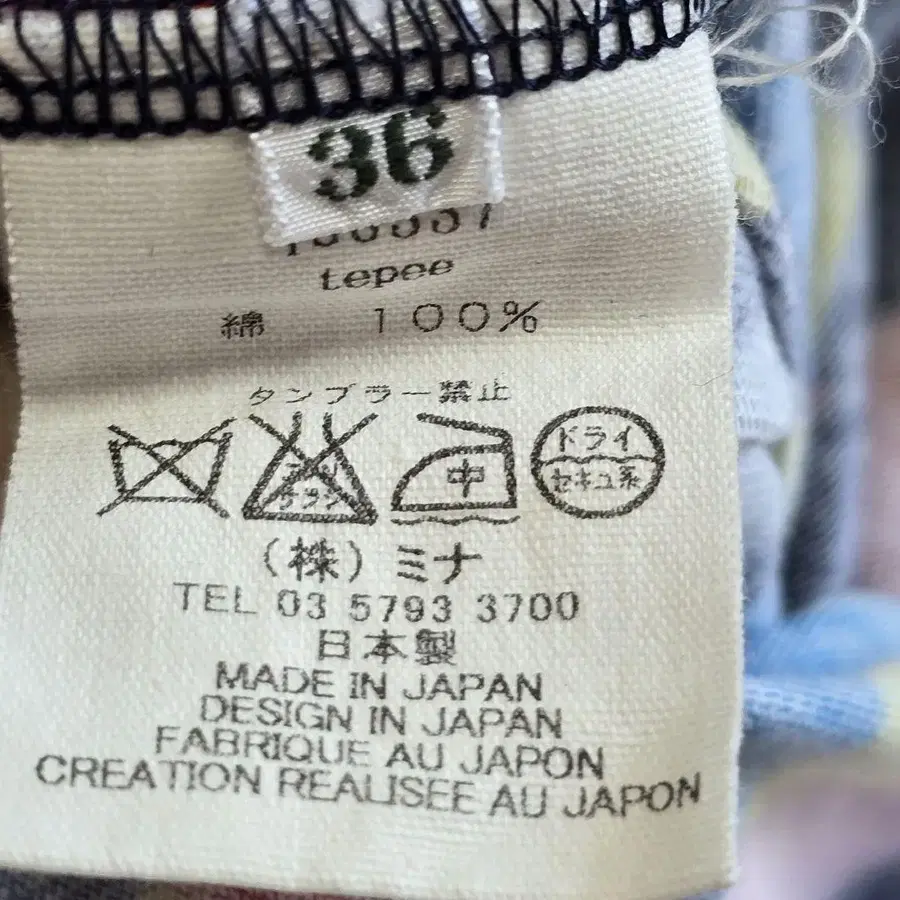 36
tepee
綿 100%
タンプラー禁止
中
ドライ
セキユ系
(株)ミナ
TEL 03 5793 3700
日本製
MADE IN JAPAN
DESIGN IN JAPAN
FABRIQUE AU JAPON
CREATION REALISEE AU JAPON